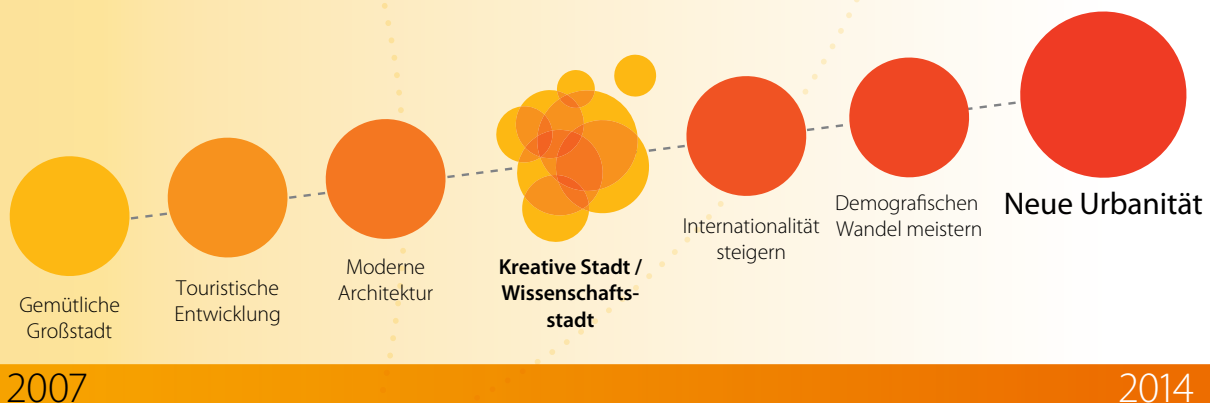 Gemütliche
Großstadt
Touristische
Entwicklung
Moderne
Architektur
Kreative Stadt /
Wissenschafts-
stadt
Internationalität
steigern
Demografischen
Wandel meistern
Neue Urbanität
2007
2014